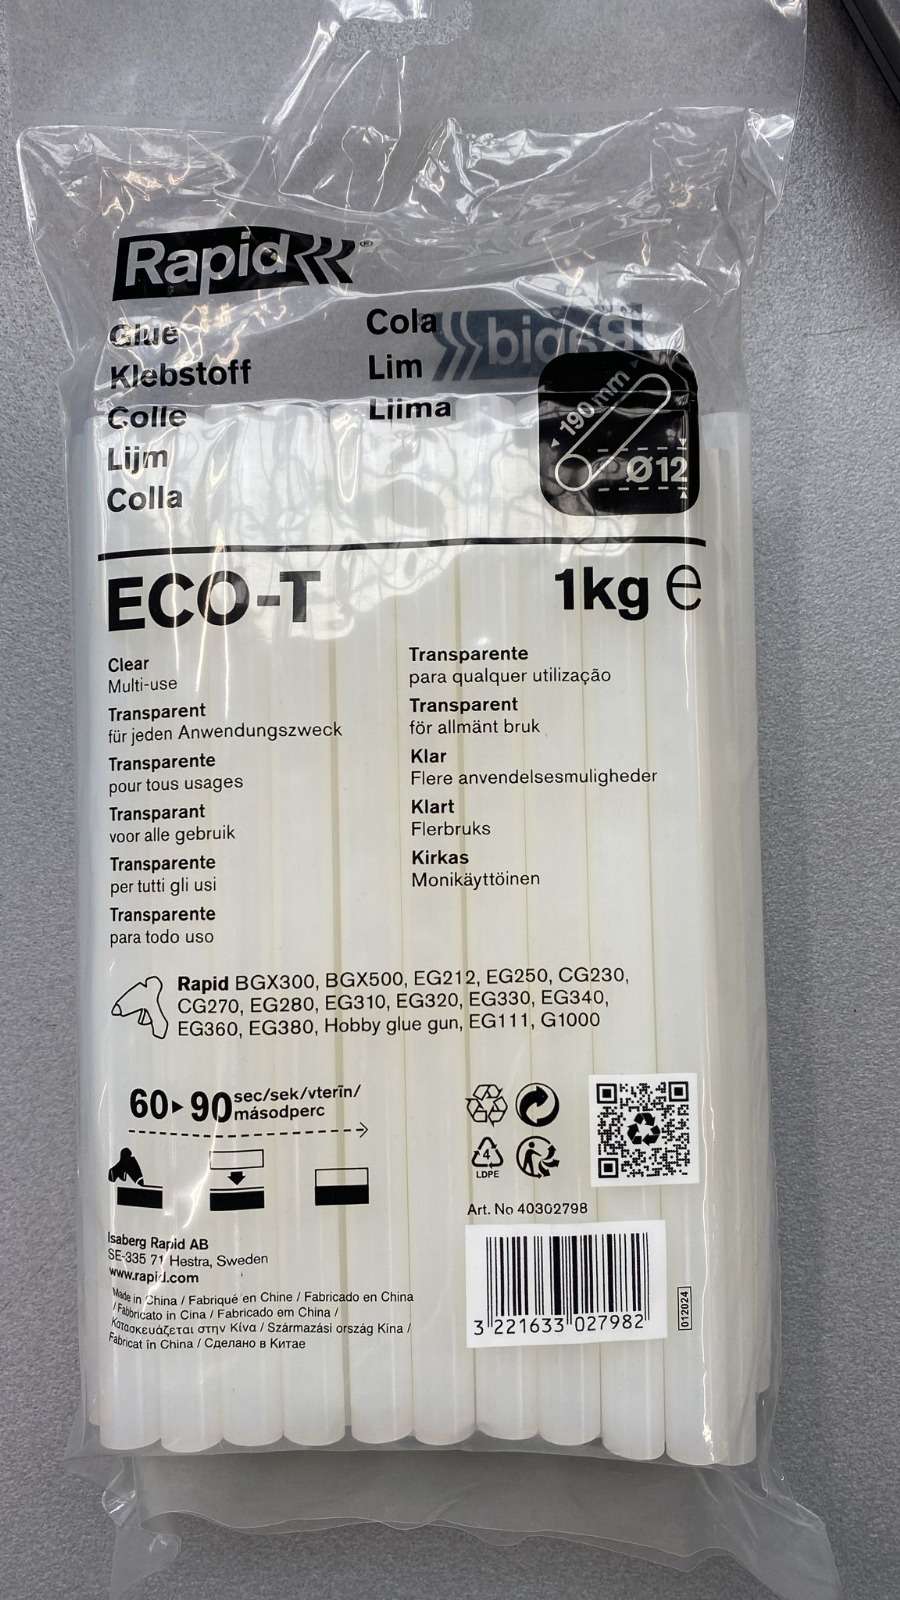 Rapid®
Glue
Klebstoff
Colle
Lijm
Colla
Cola
Lim
Liima
Rapid
190 mm
Ø12
ECO-T
1kg ℮
Clear
Multi-use
Transparent
für jeden Anwendungszweck
Transparente
pour tous usages
Transparant
voor alle gebruik
Transparente
per tutti gli usi
Transparente
para todo uso
Transparente
para qualquer utilização
Transparent
för allmänt bruk
Klar
Flere anvendelsesmuligheder
Klart
Flerbruks
Kirkas
Monikäyttöinen
Rapid BGX300, BGX500, EG212, EG250, CG230,
CG270, EG280, EG310, EG320, EG330, EG340,
EG360, EG380, Hobby glue gun, EG111, G1000
60 ▸ 90 sec/sek/vterīn/
másodperc
4
LDPE
Art. No 40302798
Isaberg Rapid AB
SE-335 71 Hestra, Sweden
www.rapid.com
Made in China / Fabriqué en Chine / Fabricado en China
/ Fabbricato in Cina / Fabricado em China /
Κατασκευάζεται στην Κίνα / Származási ország Kína /
Fabricat în China / Сделано в Китае
3 221633 027982
012024